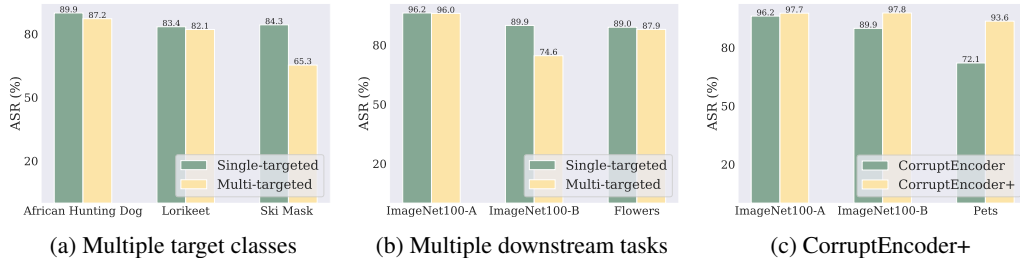 89.9
87.2
83.4
82.1
84.3
65.3
80
50
20
ASR (%)
Single-targeted
Multi-targeted
African Hunting Dog
Lorikeet
Ski Mask
(a) Multiple target classes
96.2
96.0
89.9
74.6
89.0
87.9
80
50
20
ASR (%)
Single-targeted
Multi-targeted
ImageNet100-A
ImageNet100-B
Flowers
(b) Multiple downstream tasks
96.2
97.7
89.9
97.8
72.1
93.6
80
50
20
ASR (%)
CorruptEncoder
CorruptEncoder+
ImageNet100-A
ImageNet100-B
Pets
(c) CorruptEncoder+